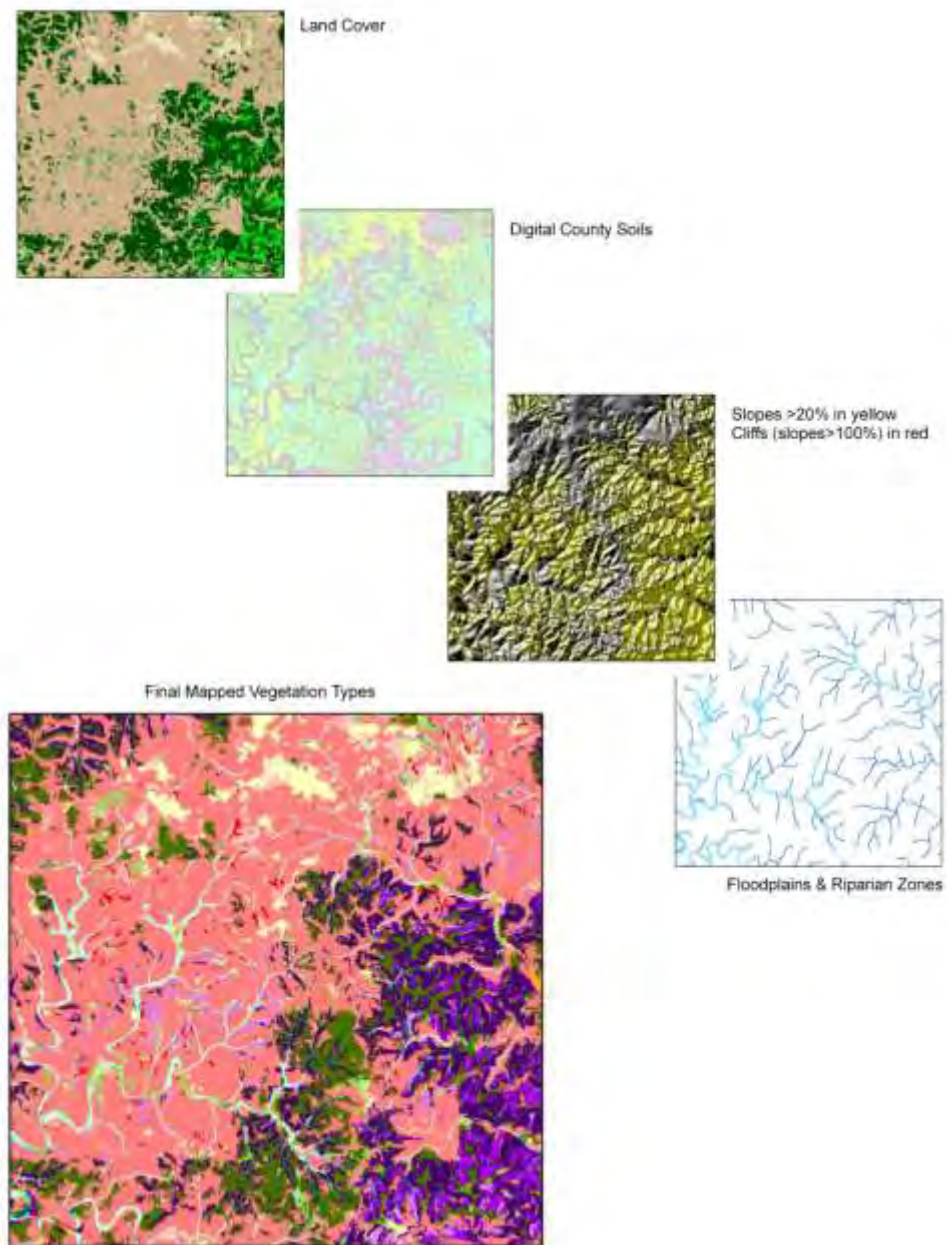 Land Cover
Digital County Soils
Slopes >20% in yellow
Cliffs (slopes>100%) in red
Final Mapped Vegetation Types
Floodplains & Riparian Zones